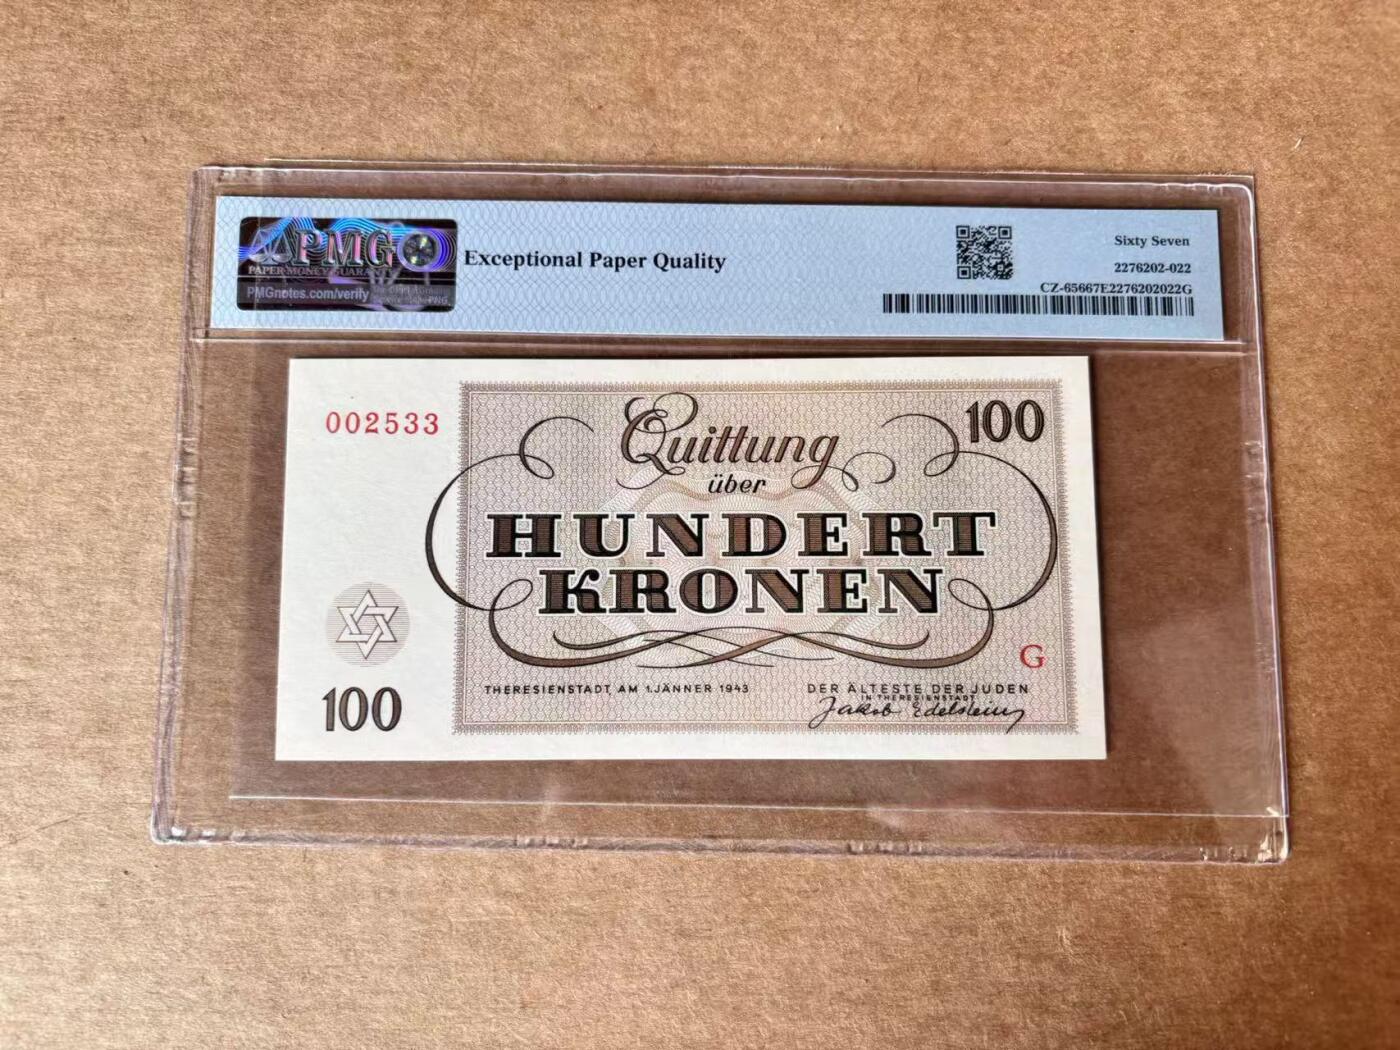 PMG
PAPER MONEY GUARANTY
PMGnotes.com/verify
Exceptional Paper Quality
Sixty Seven
2276202-022
CZ-65667E2276202022G
002533
Quittung
über
HUNDERT
KRONEN
100
G
100
THERESIENSTADT, AM 1.JÄNNER 1943
DER ÄLTESTE DER JUDEN
IN THERESIENSTADT
Jakob Edelstein